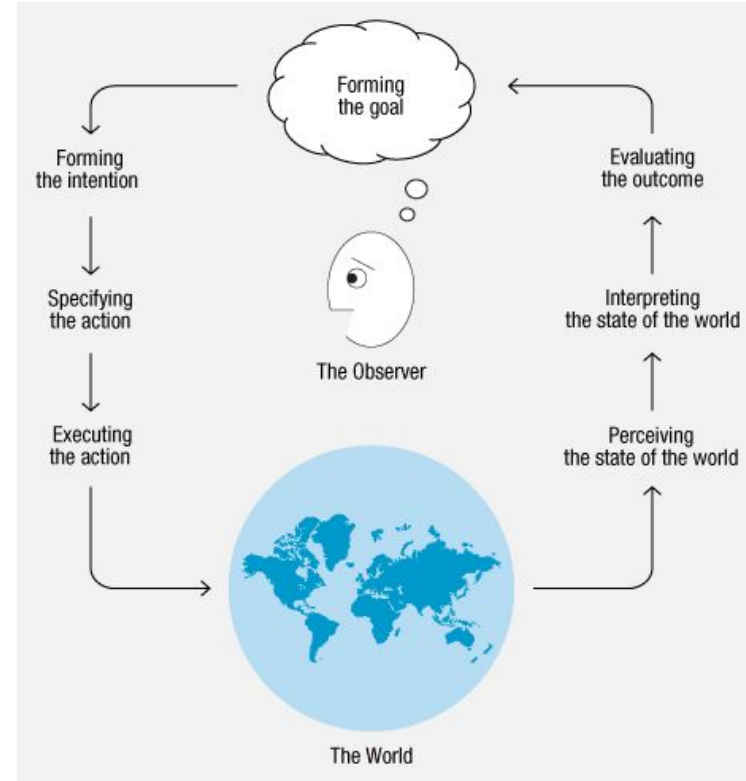 Forming
the goal
Forming
the intention
Evaluating
the outcome
Specifying
the action
Interpreting
the state of the world
The Observer
Executing
the action
Perceiving
the state of the world
The World